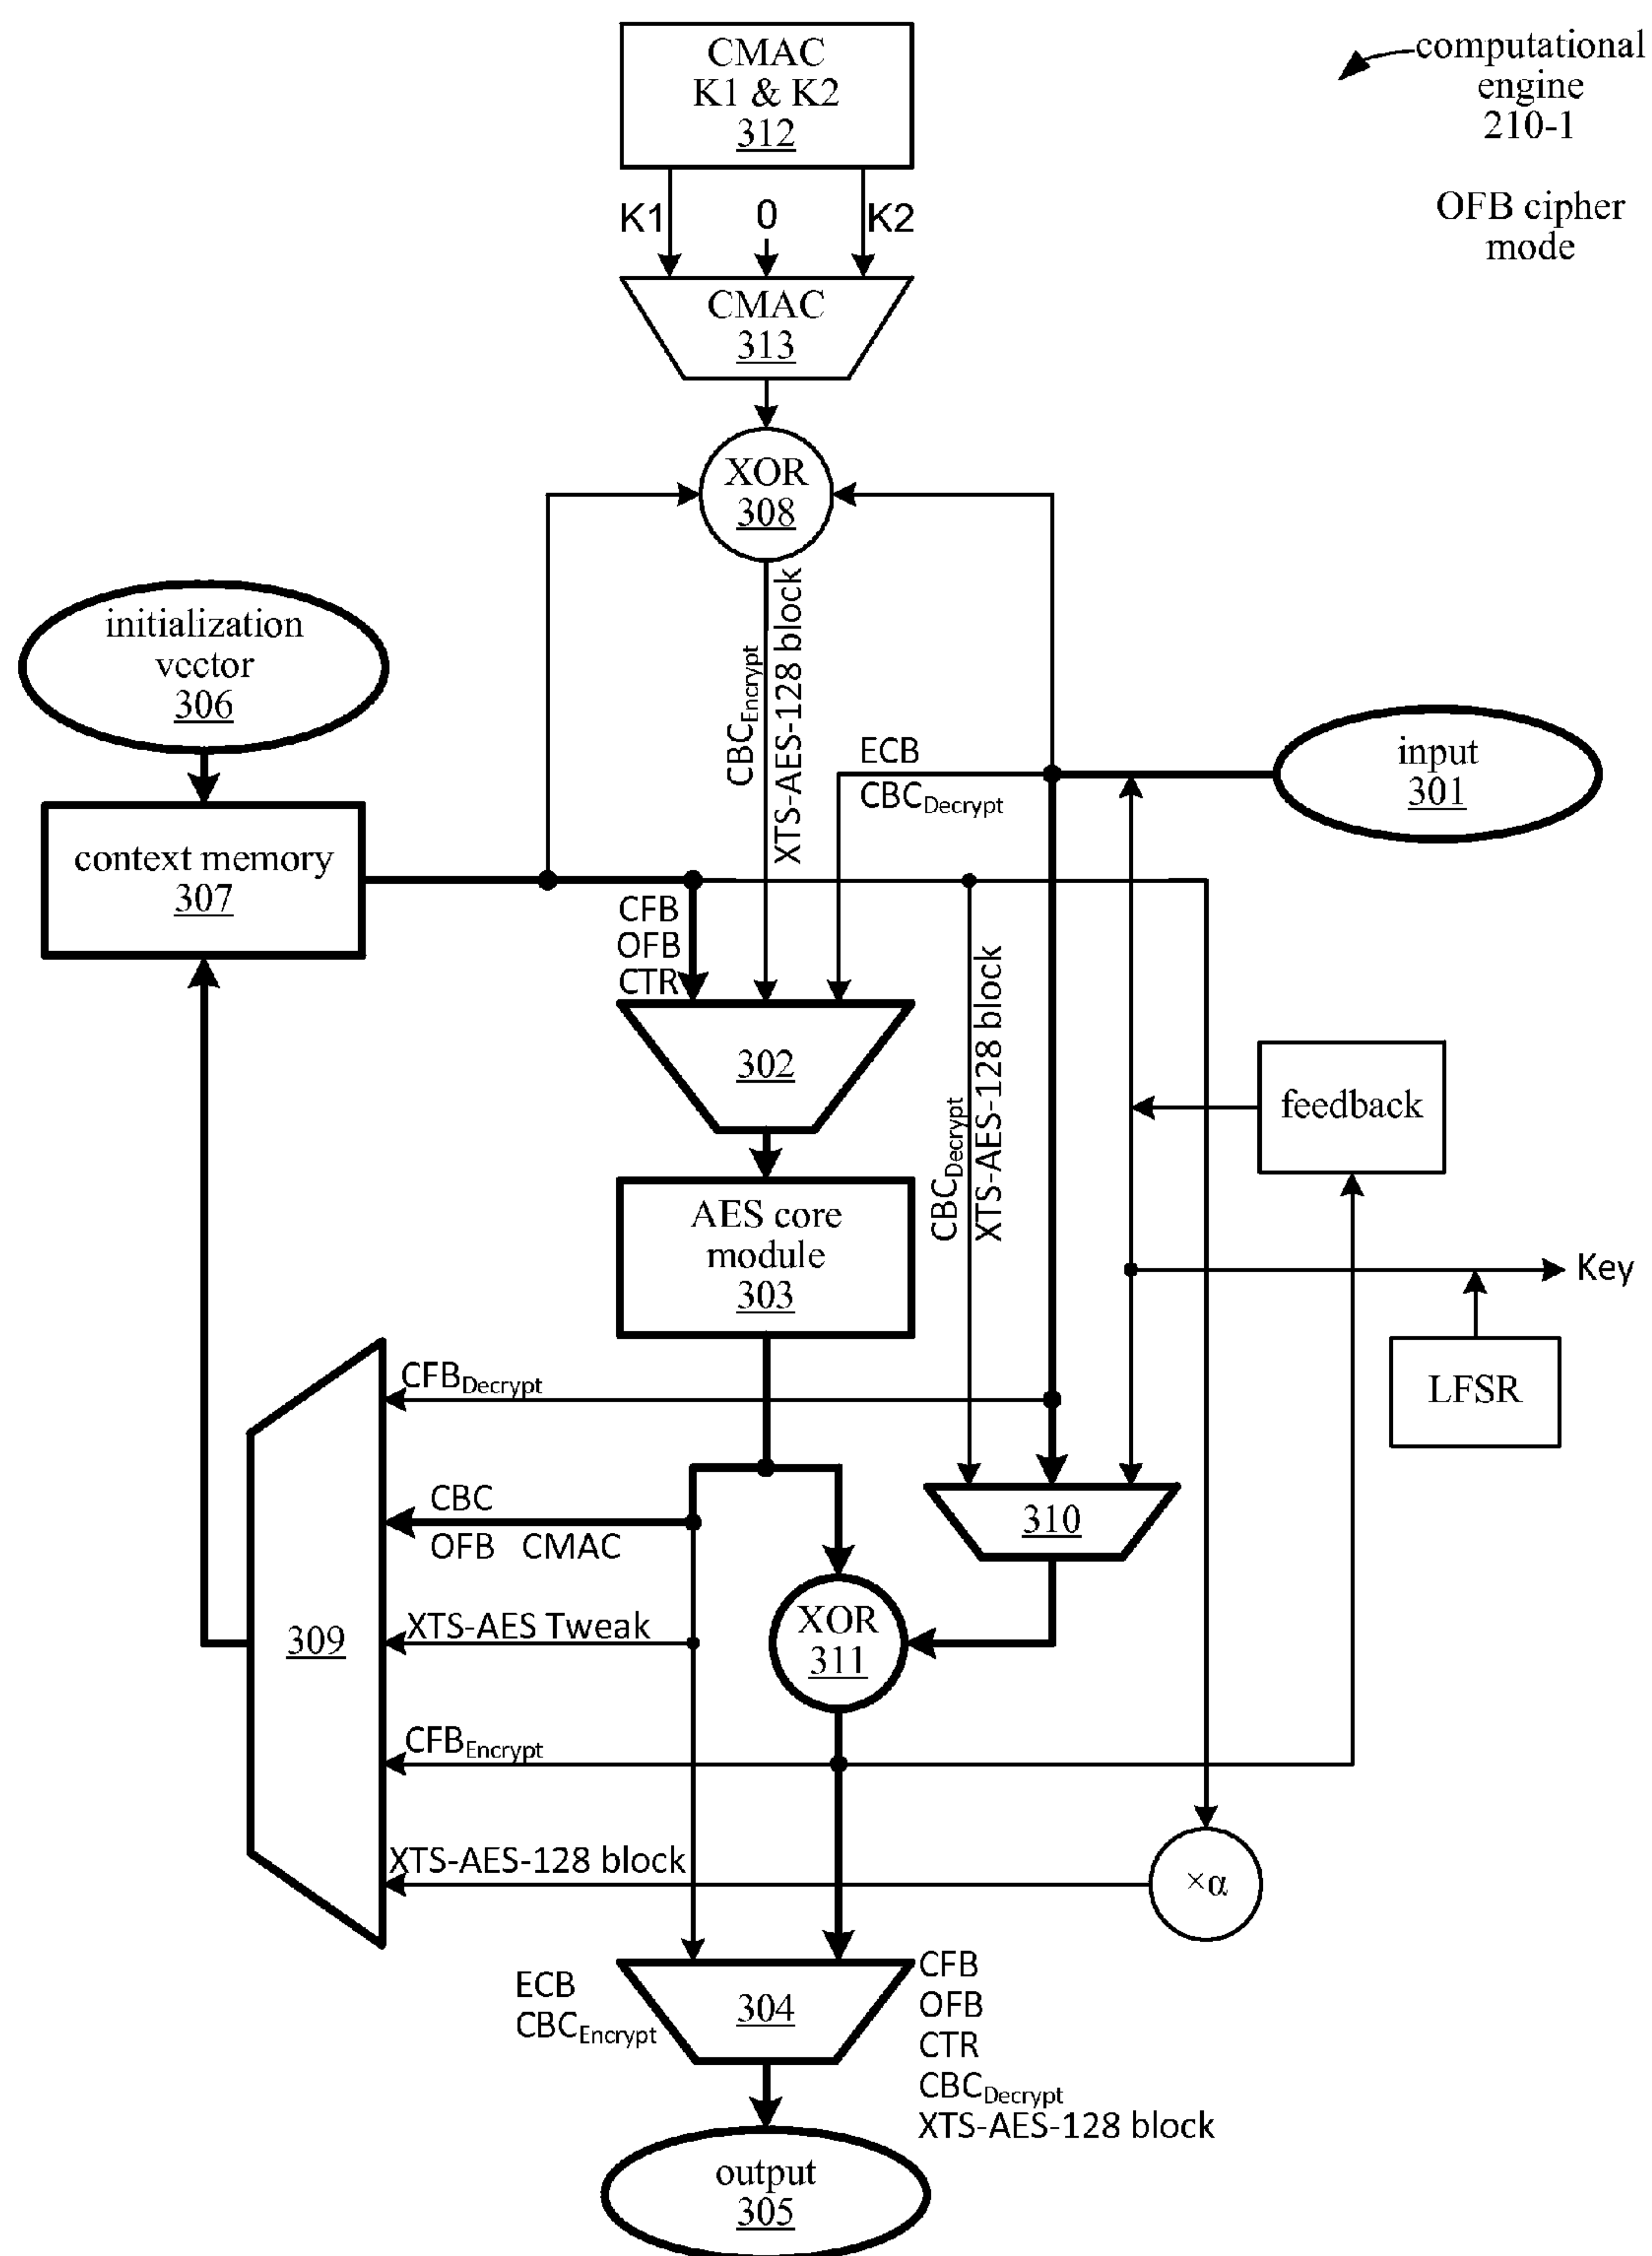 CMAC
K1 & K2
312
computational
engine
210-1
OFB cipher
mode
K1
0
K2
CMAC
313
XOR
308
initialization
vector
306
CBCEncrypt
XTS-AES-128 block
ECB
CBCDecrypt
input
301
context memory
307
CFB
OFB
CTR
302
CBCDecrypt
XTS-AES-128 block
feedback
AES core
module
303
Key
LFSR
CFBDecrypt
CBC
OFB CMAC
310
309
XTS-AES Tweak
XOR
311
CFBEncrypt
XTS-AES-128 block
×α
ECB
CBCEncrypt
304
CFB
OFB
CTR
CBCDecrypt
XTS-AES-128 block
output
305